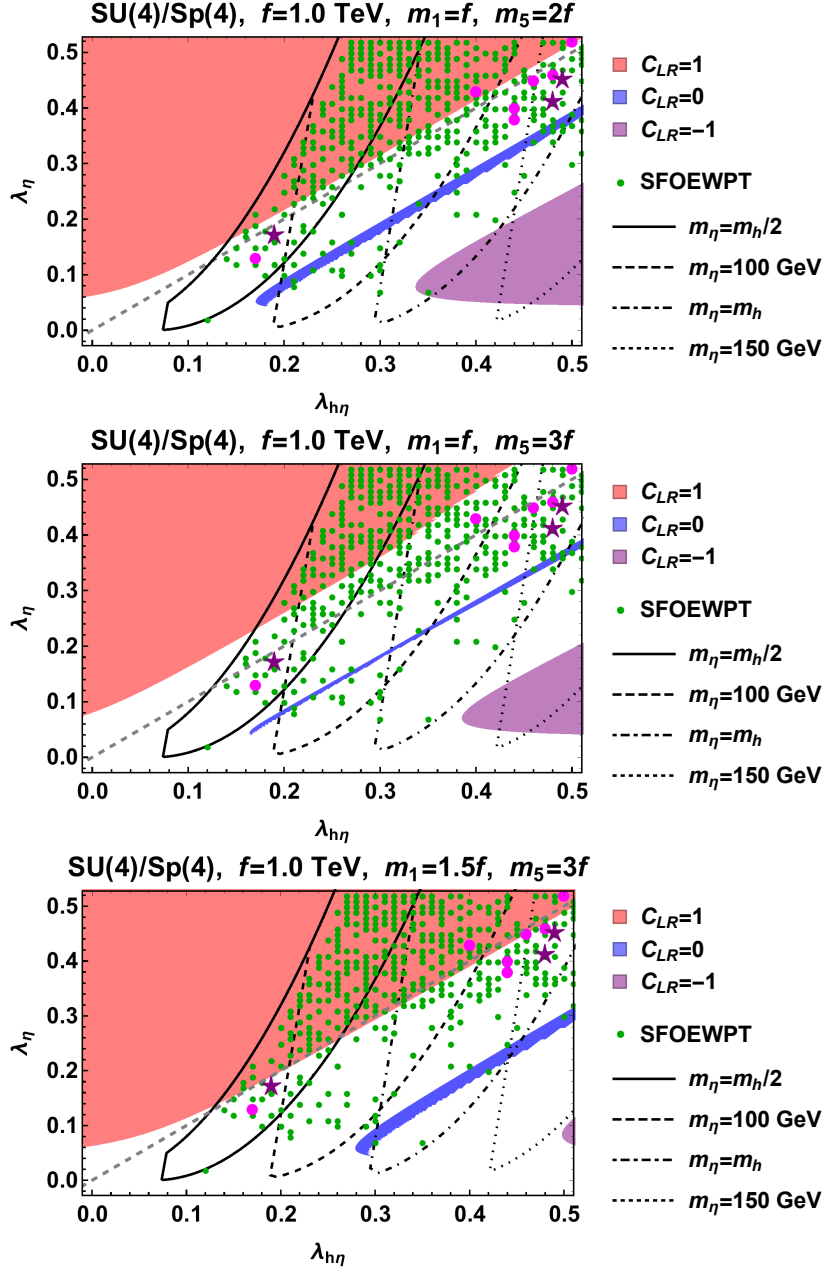 SU(4)/Sp(4), f=1.0 TeV, m1=f, m5=2f
0.5
0.4
0.3
0.2
0.1
0.0
λη
0.0 0.1 0.2 0.3 0.4 0.5
λhη
CLR=1
CLR=0
CLR=−1
SFOEWPT
mη=mh/2
mη=100 GeV
mη=mh
mη=150 GeV
SU(4)/Sp(4), f=1.0 TeV, m1=f, m5=3f
0.5
0.4
0.3
0.2
0.1
0.0
λη
0.0 0.1 0.2 0.3 0.4 0.5
λhη
CLR=1
CLR=0
CLR=−1
SFOEWPT
mη=mh/2
mη=100 GeV
mη=mh
mη=150 GeV
SU(4)/Sp(4), f=1.0 TeV, m1=1.5f, m5=3f
0.5
0.4
0.3
0.2
0.1
0.0
λη
0.0 0.1 0.2 0.3 0.4 0.5
λhη
CLR=1
CLR=0
CLR=−1
SFOEWPT
mη=mh/2
mη=100 GeV
mη=mh
mη=150 GeV